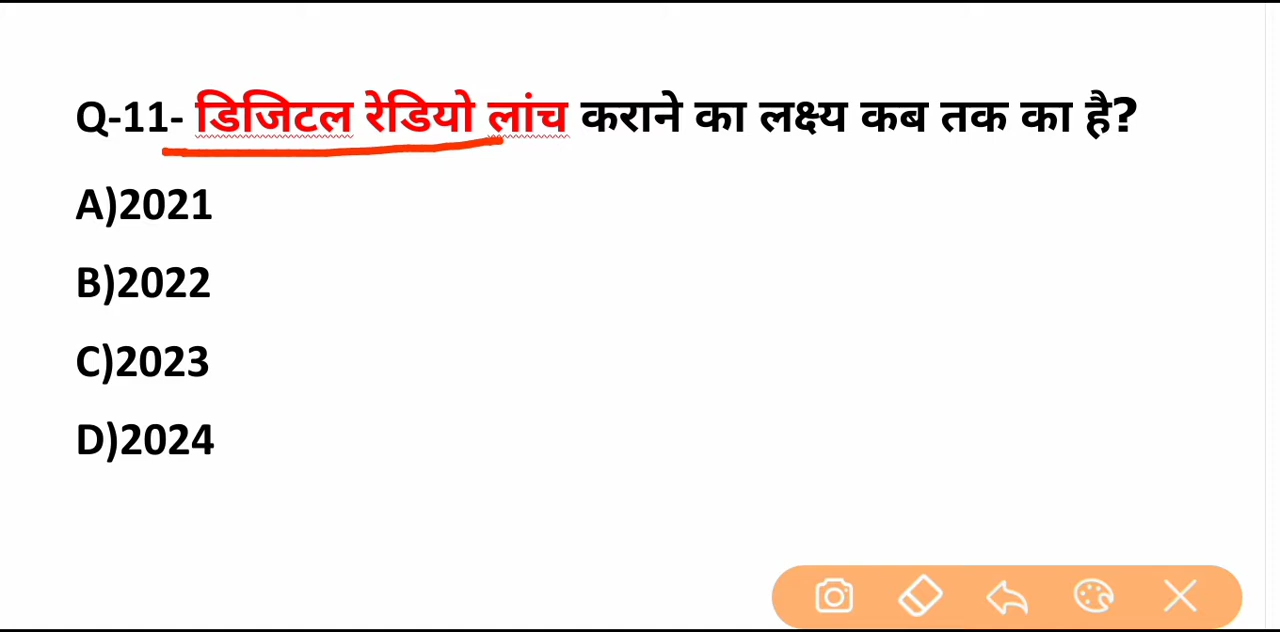 Q-11- डिजिटल रेडियो लांच कराने का लक्ष्य कब तक का है?
A)2021
B)2022
C)2023
D)2024